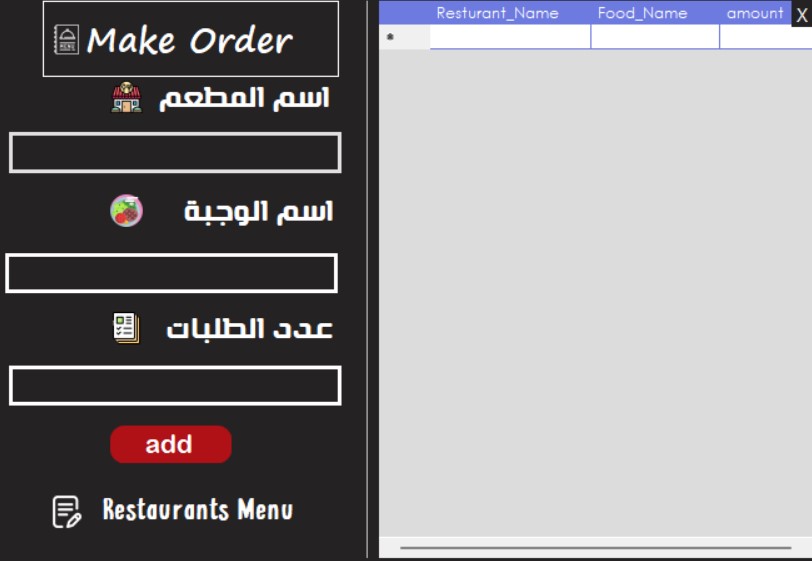 Make Order
اسم المطعم
اسم الوجبة
عدد الطلبات
add
Restaurants Menu
Resturant_Name Food_Name amount X
*